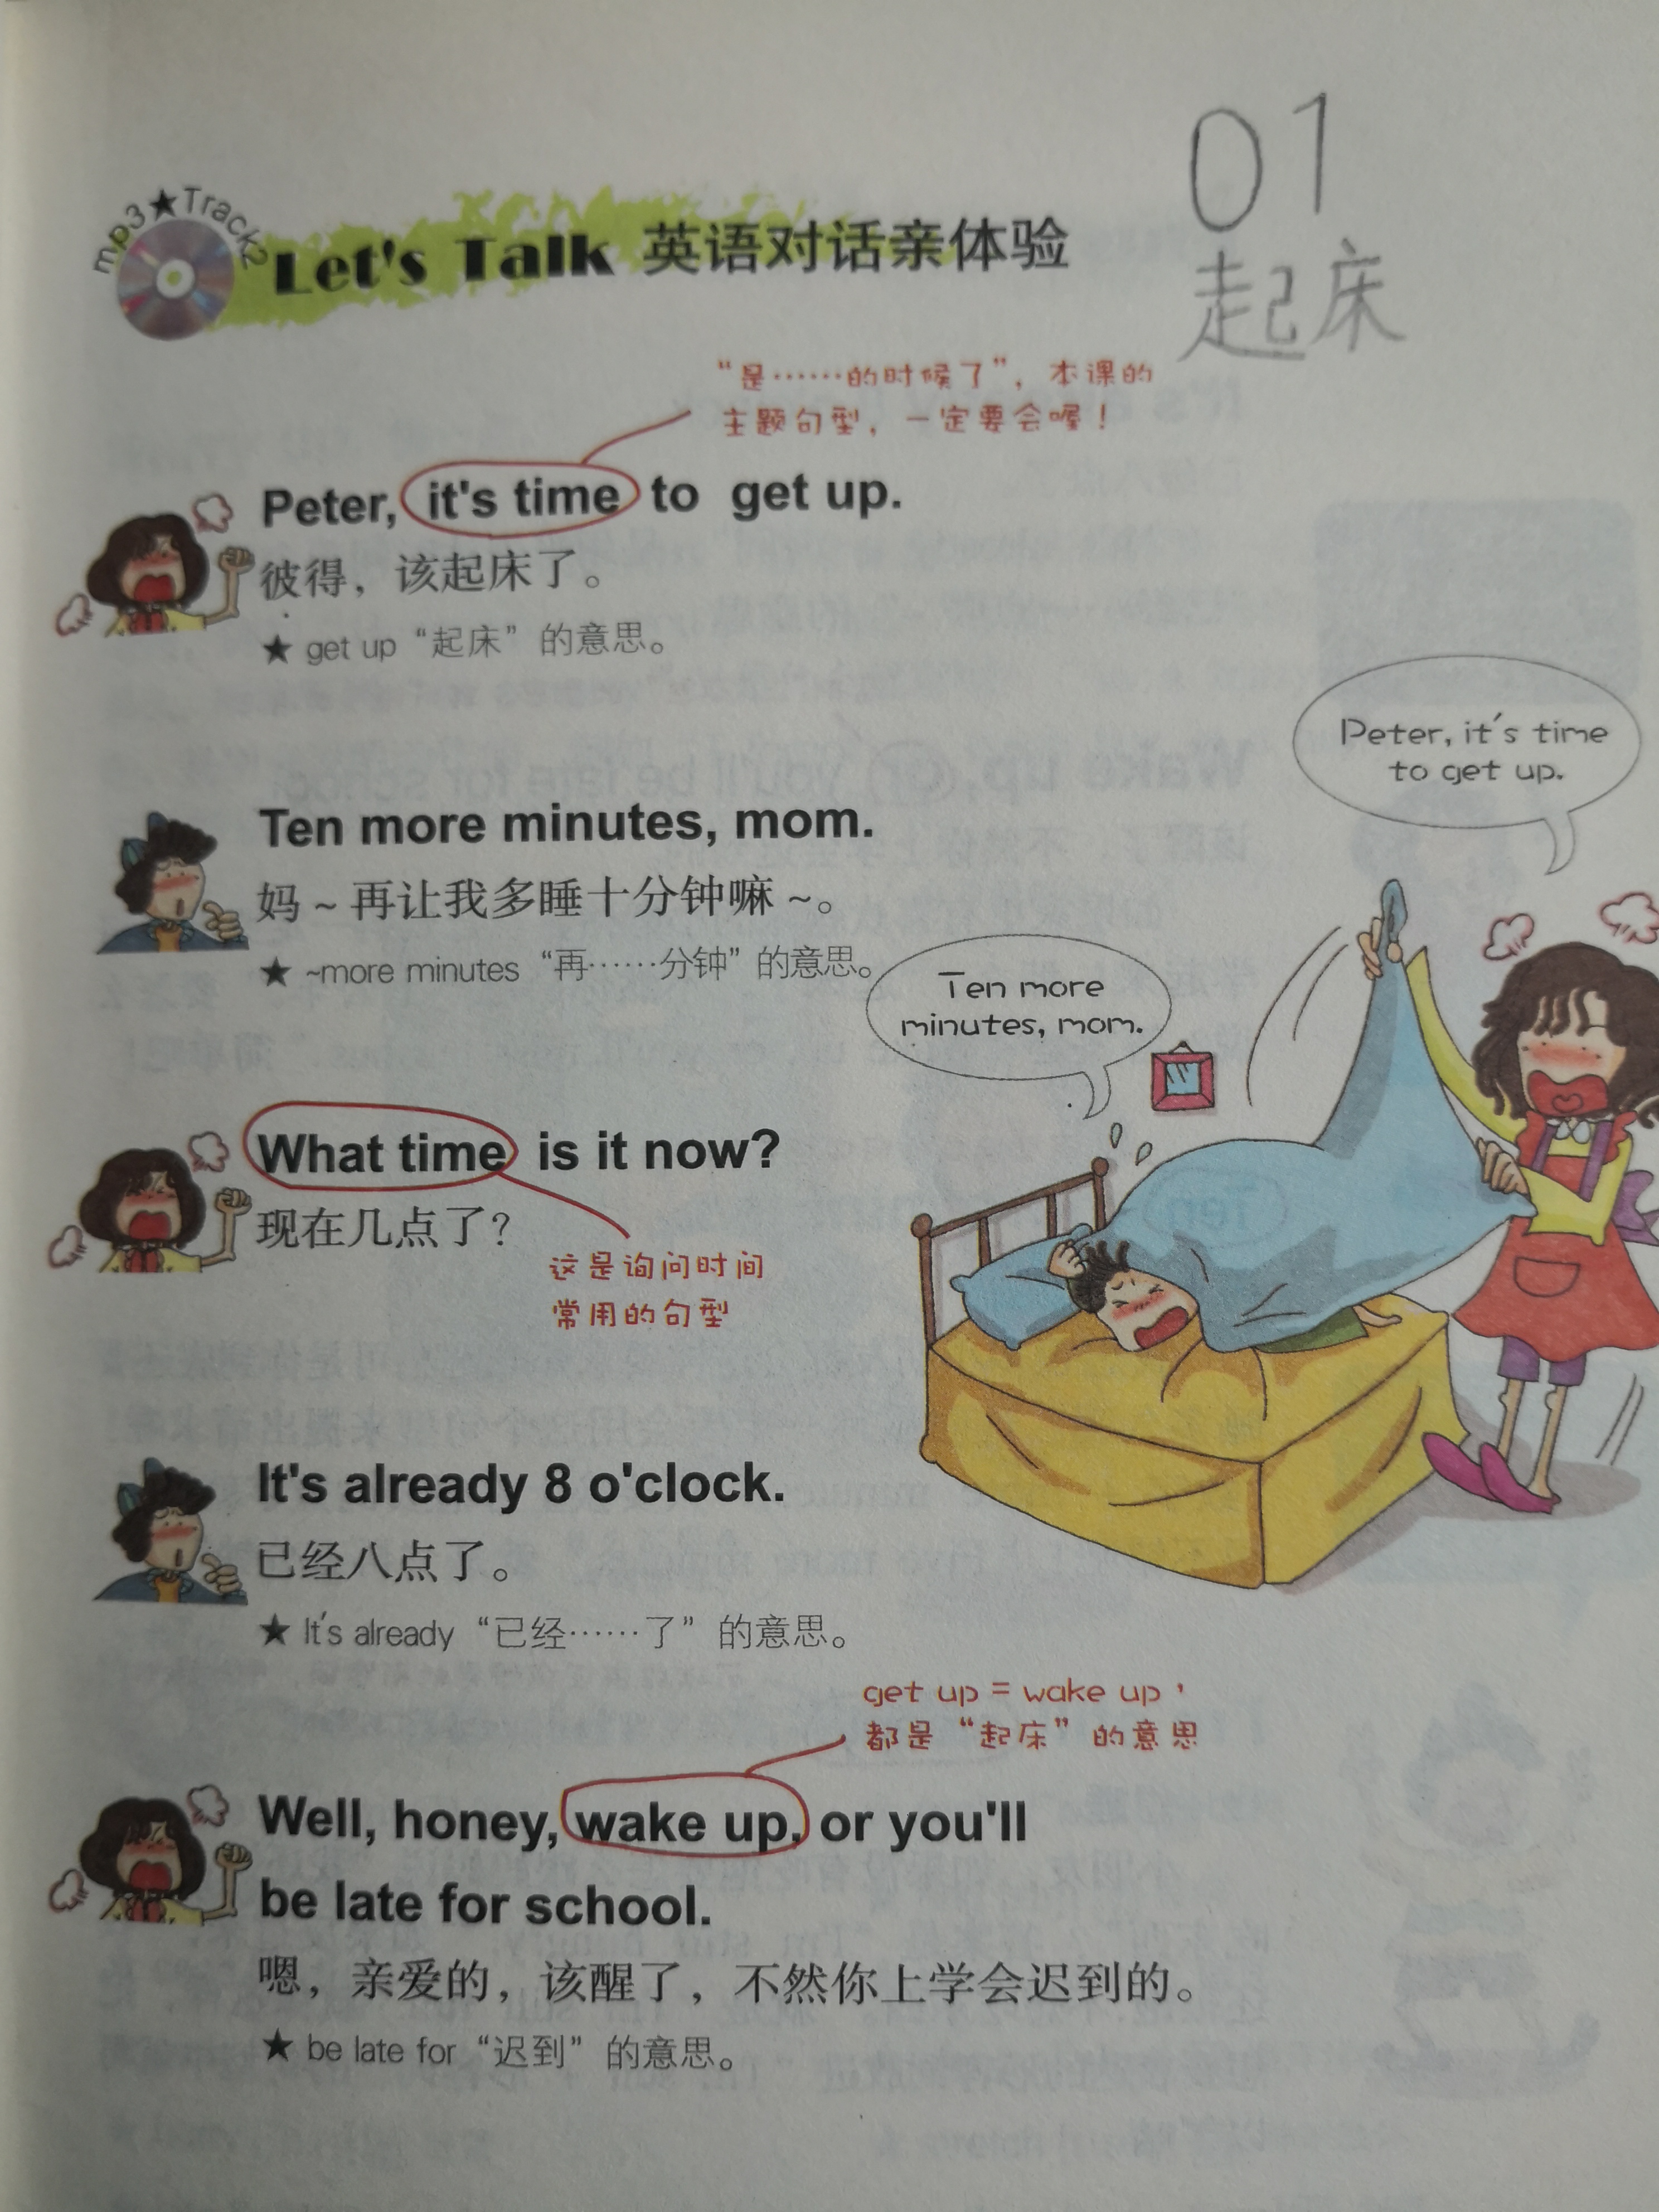 01
起床
mp3★Track2
Let's Talk 英语对话亲体验
“是……的时候了”，本课的
主题句型，一定要会喔！
Peter, it's time to get up.
彼得，该起床了。
★ get up “起床” 的意思。
Peter, it's time
to get up.
Ten more minutes, mom.
妈～再让我多睡十分钟嘛～。
★ ~more minutes “再……分钟” 的意思。
Ten more
minutes, mom.
What time is it now?
现在几点了？
这是询问时间
常用的句型
It's already 8 o'clock.
已经八点了。
★ It's already “已经……了” 的意思。
get up = wake up，
都是“起床”的意思
Well, honey, wake up, or you'll
be late for school.
嗯，亲爱的，该醒了，不然你上学会迟到的。
★ be late for “迟到” 的意思。